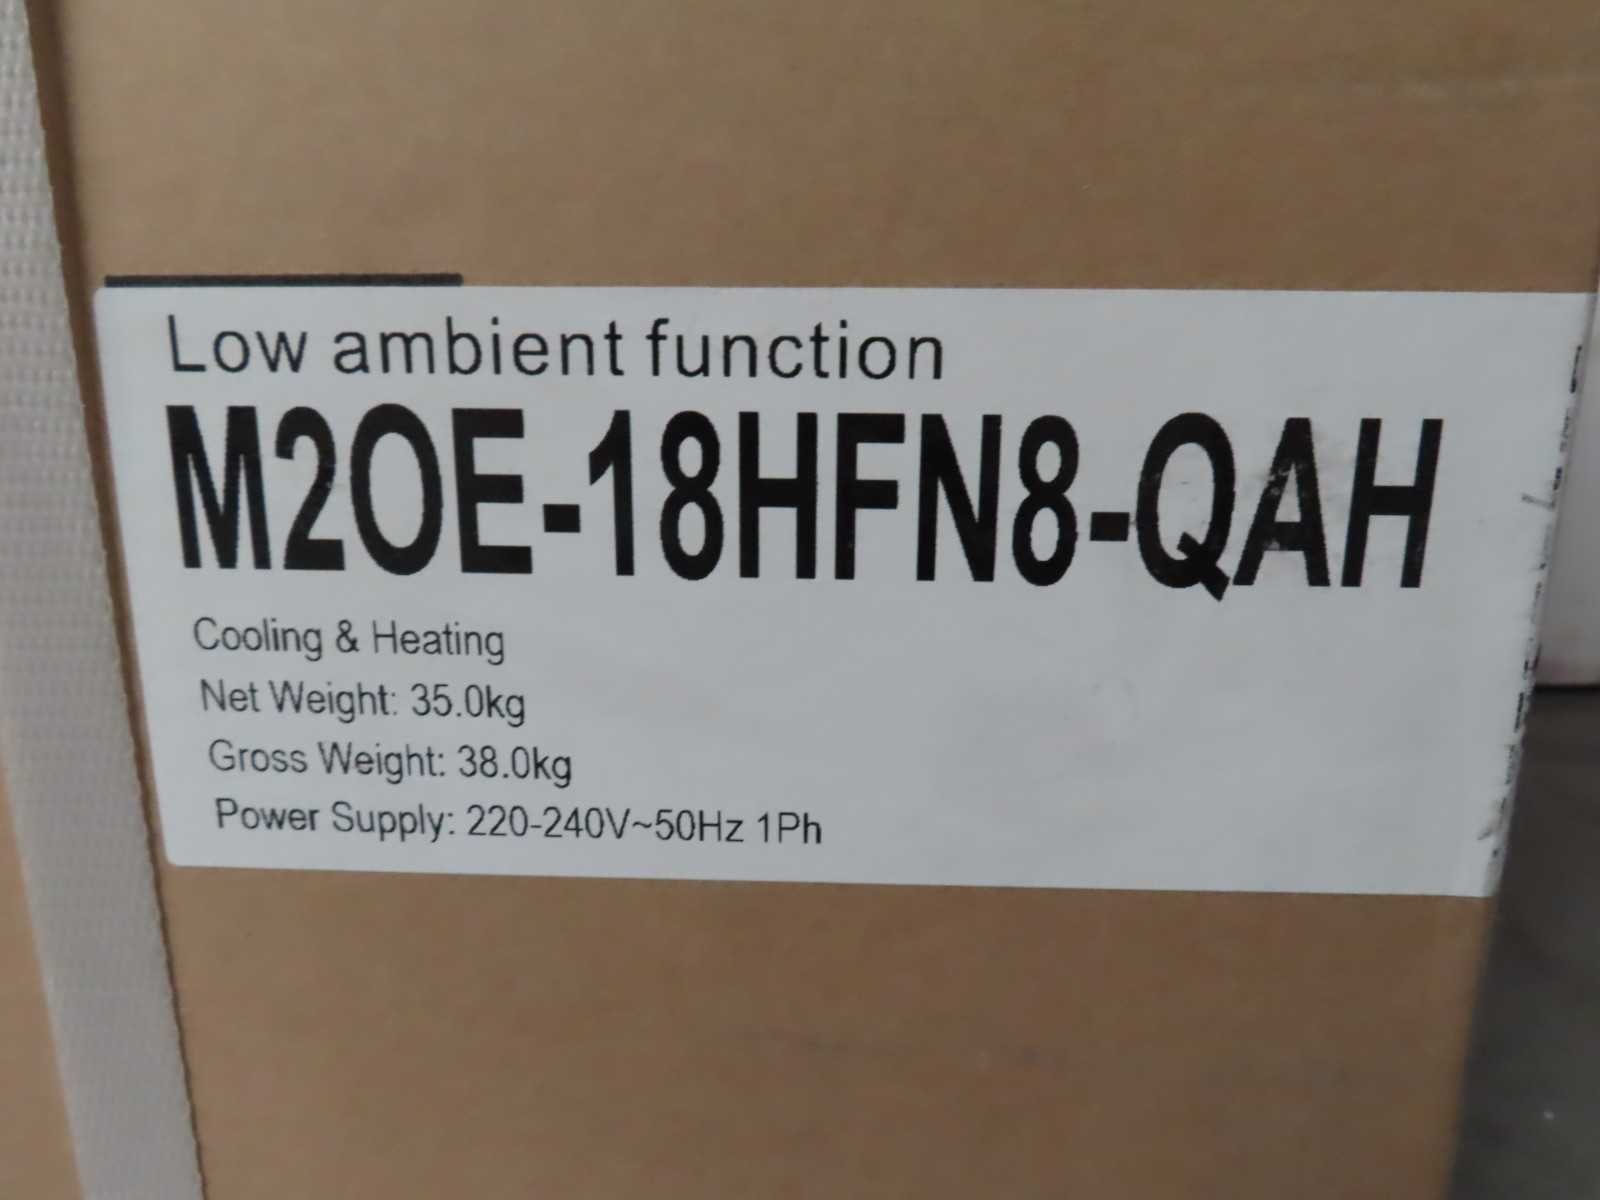 Low ambient function
M2OE-18HFN8-QAH
Cooling & Heating
Net Weight: 35.0kg
Gross Weight: 38.0kg
Power Supply: 220-240V~50Hz 1Ph